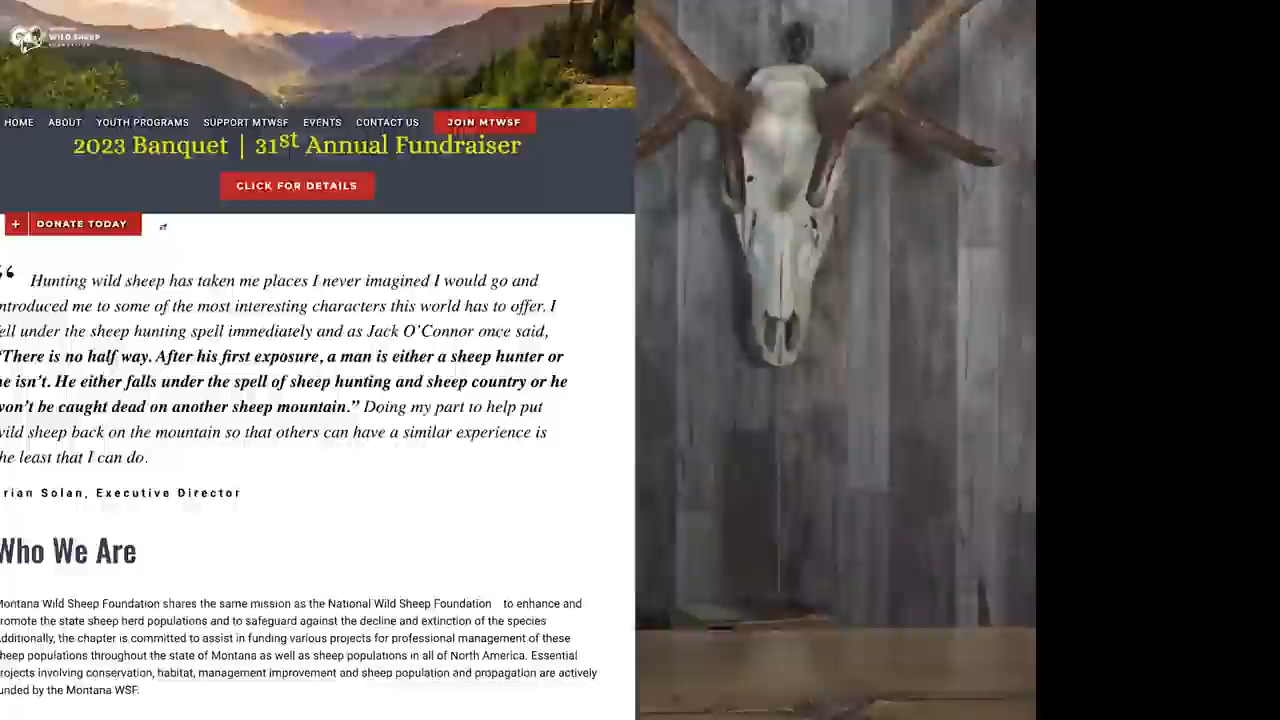 WILD SHEEP
FOUNDATION
HOME ABOUT YOUTH PROGRAMS SUPPORT MTWSF EVENTS CONTACT US JOIN MTWSF
2023 Banquet | 31st Annual Fundraiser
CLICK FOR DETAILS
+ DONATE TODAY
“ Hunting wild sheep has taken me places I never imagined I would go and
ntroduced me to some of the most interesting characters this world has to offer. I
ell under the sheep hunting spell immediately and as Jack O’Connor once said,
“There is no half way. After his first exposure, a man is either a sheep hunter or
he isn’t. He either falls under the spell of sheep hunting and sheep country or he
won’t be caught dead on another sheep mountain.” Doing my part to help put
wild sheep back on the mountain so that others can have a similar experience is
he least that I can do.
rian Solan, Executive Director
Who We Are
Montana Wild Sheep Foundation shares the same mission as the National Wild Sheep Foundation to enhance and
romote the state sheep herd populations and to safeguard against the decline and extinction of the species
Additionally, the chapter is committed to assist in funding various projects for professional management of these
heep populations throughout the state of Montana as well as sheep populations in all of North America. Essential
rojects involving conservation, habitat, management improvement and sheep population and propagation are actively
unded by the Montana WSF.